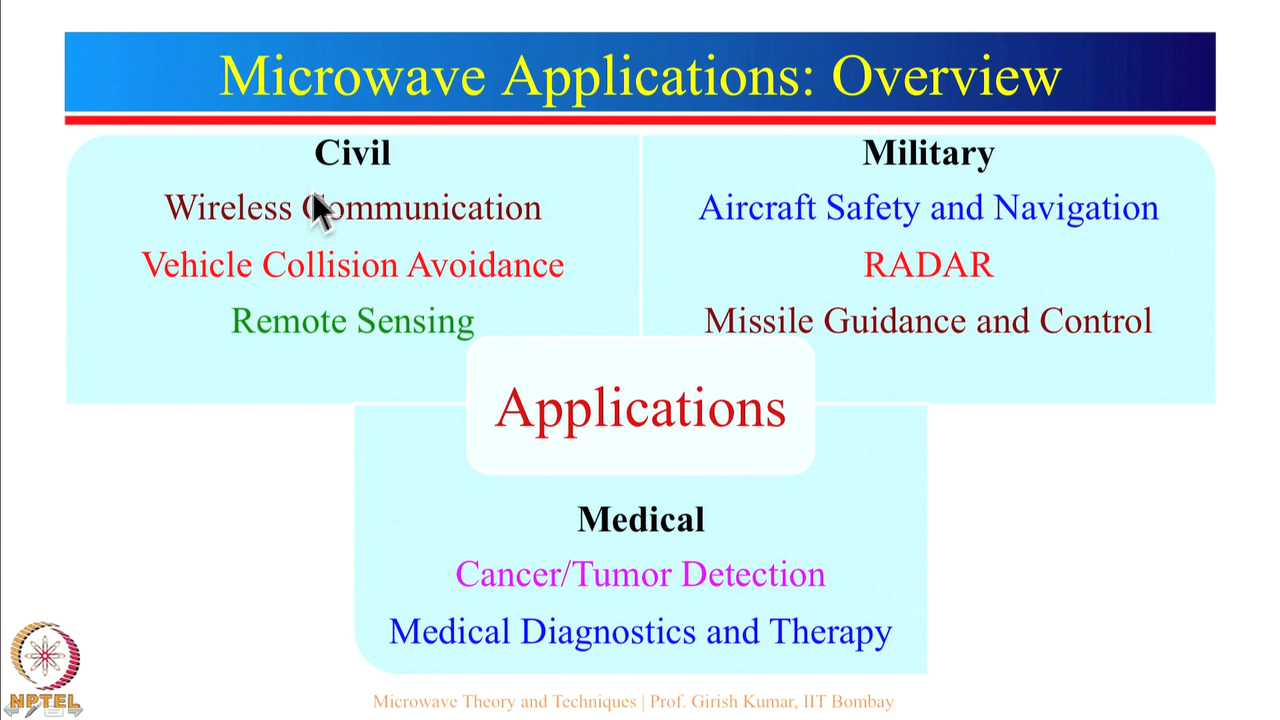 Microwave Applications: Overview
Civil
Wireless Communication
Vehicle Collision Avoidance
Remote Sensing
Military
Aircraft Safety and Navigation
RADAR
Missile Guidance and Control
Applications
Medical
Cancer/Tumor Detection
Medical Diagnostics and Therapy
NPTEL
Microwave Theory and Techniques | Prof. Girish Kumar, IIT Bombay